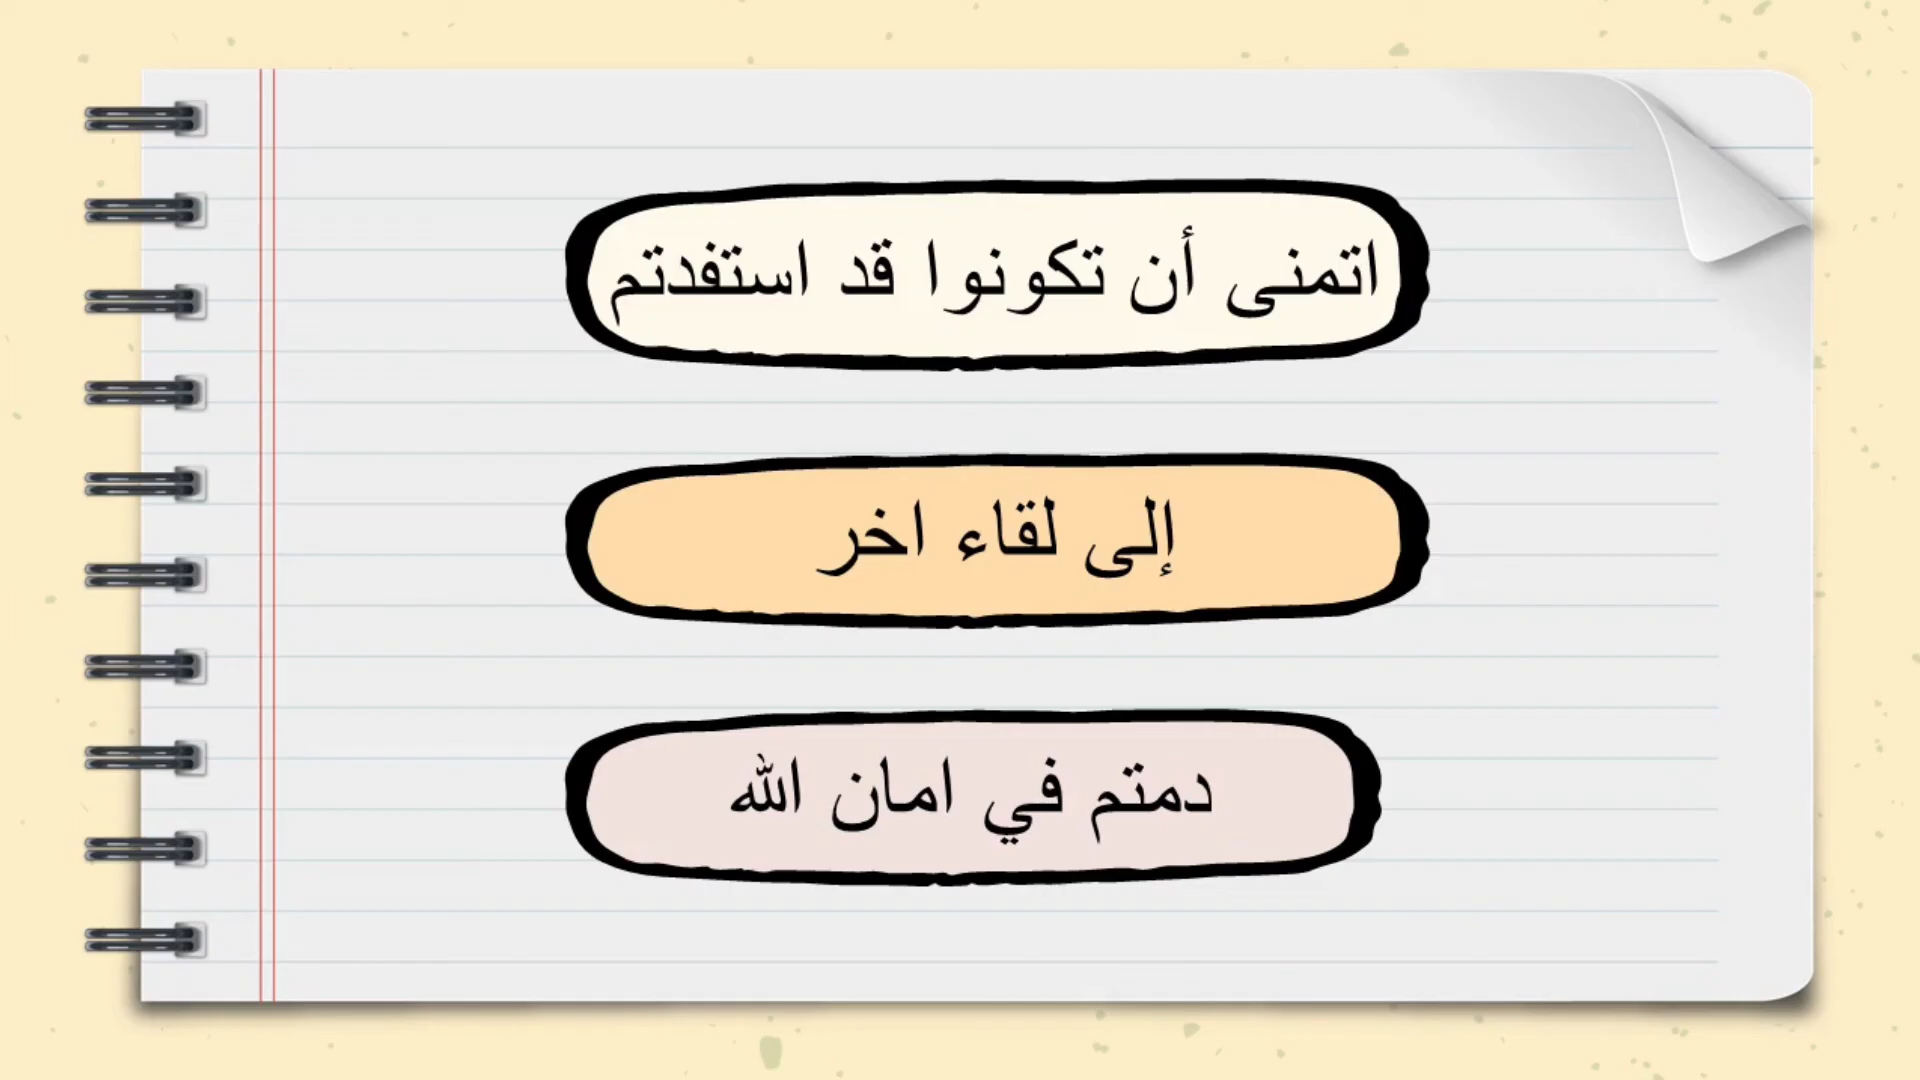 اتمنى أن تكونوا قد استفدتم
إلى لقاء اخر
دمتم في امان الله